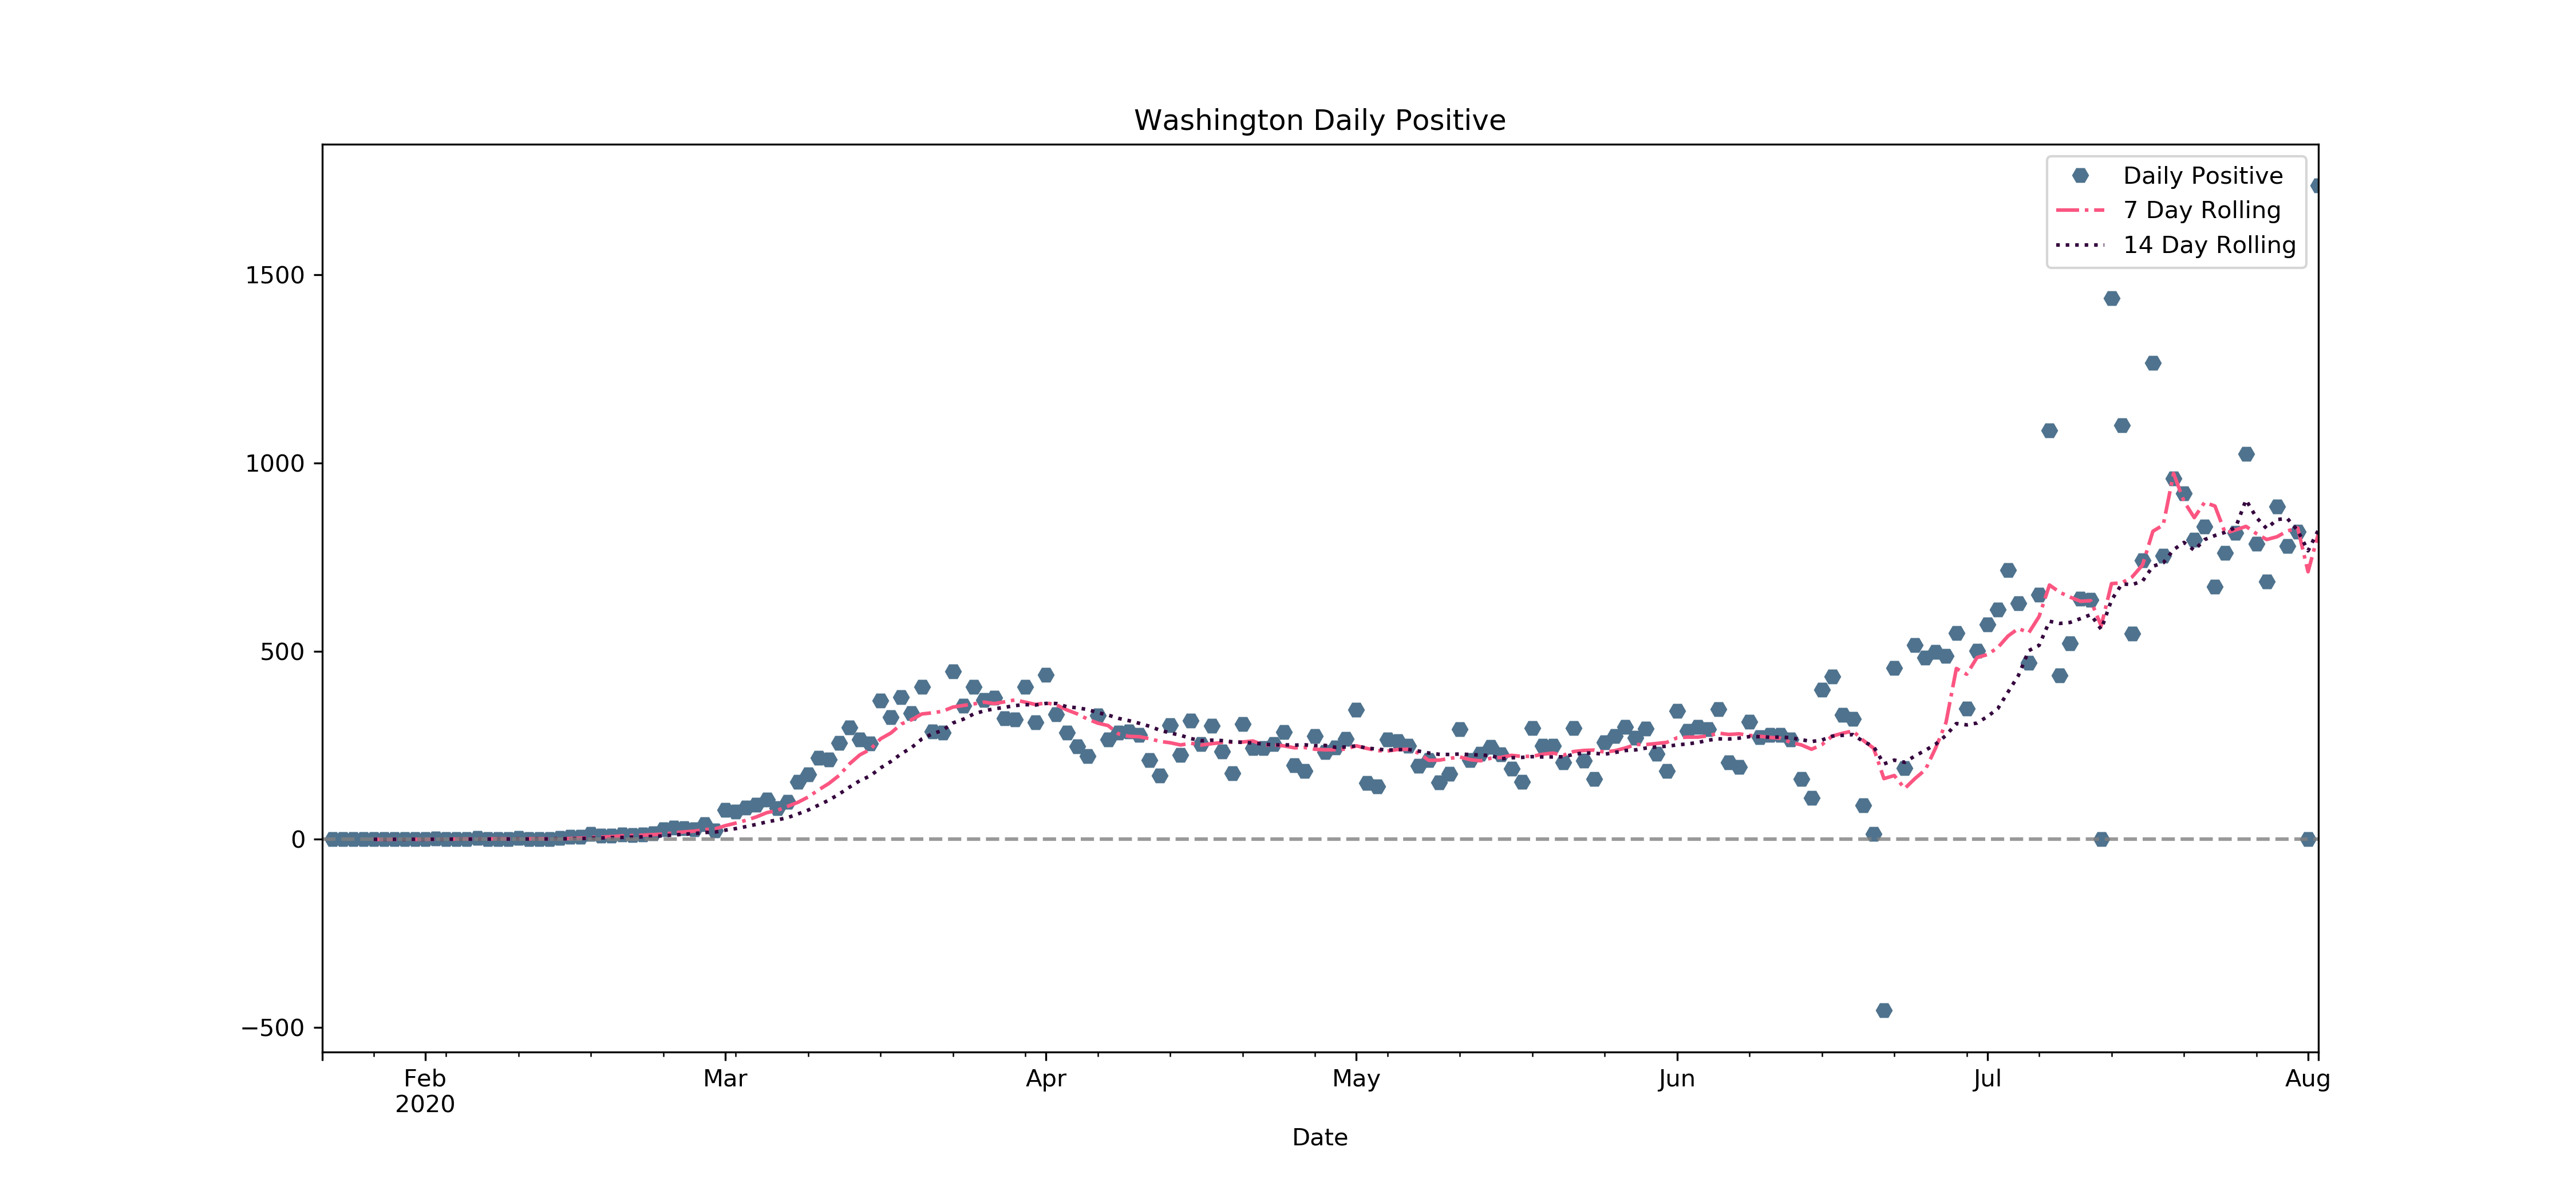 Washington Daily Positive
Daily Positive
7 Day Rolling
14 Day Rolling
1500
1000
500
0
−500
Feb
2020
Mar
Apr
May
Jun
Jul
Aug
Date